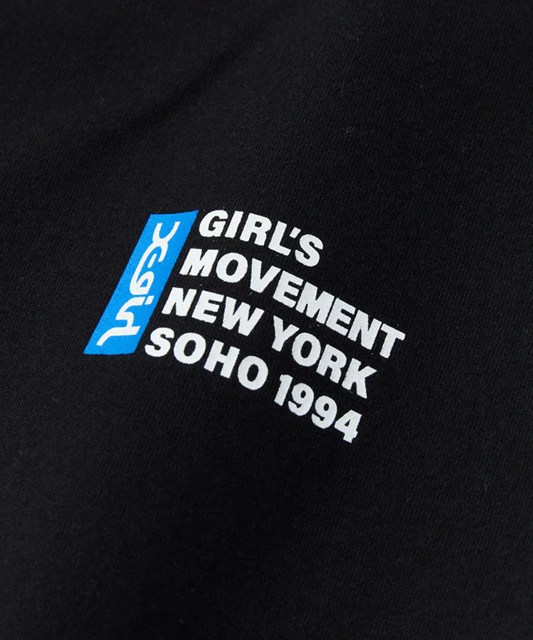 X-girl
GIRL'S
MOVEMENT
NEW YORK
SOHO 1994